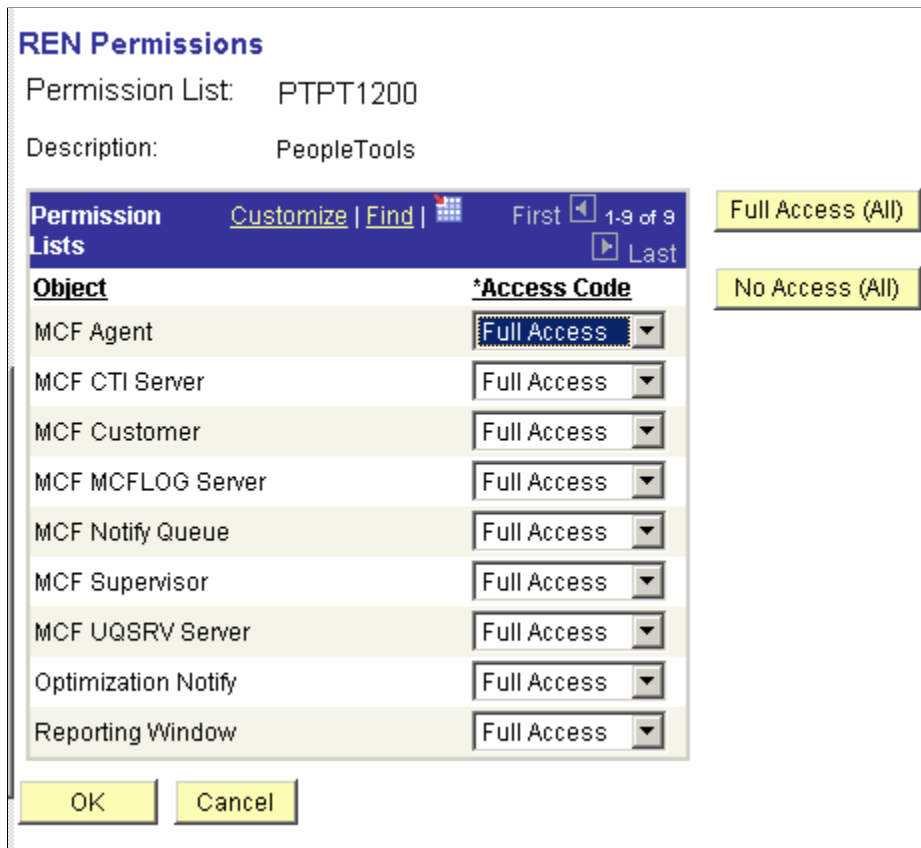 REN Permissions
Permission List: PTPT1200
Description: PeopleTools
Permission Lists Customize | Find | First 1-9 of 9 Last
Full Access (All)
No Access (All)
Object *Access Code
MCF Agent Full Access
MCF CTI Server Full Access
MCF Customer Full Access
MCF MCFLOG Server Full Access
MCF Notify Queue Full Access
MCF Supervisor Full Access
MCF UQSRV Server Full Access
Optimization Notify Full Access
Reporting Window Full Access
OK Cancel